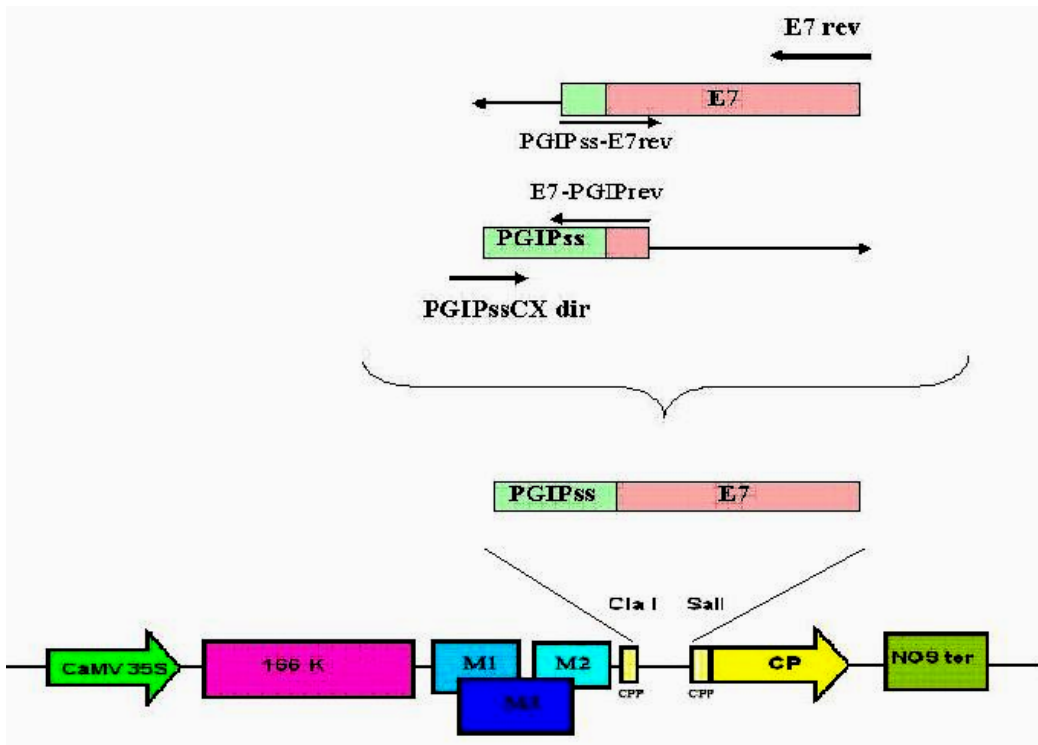 E7 rev
E7
PGIPss-E7rev
E7-PGIPrev
PGIPss
PGIPssCX dir
PGIPss E7
Cla I SalI
CaMV 35S 166 K M1 M2 CP NOS ter
CPP CPP